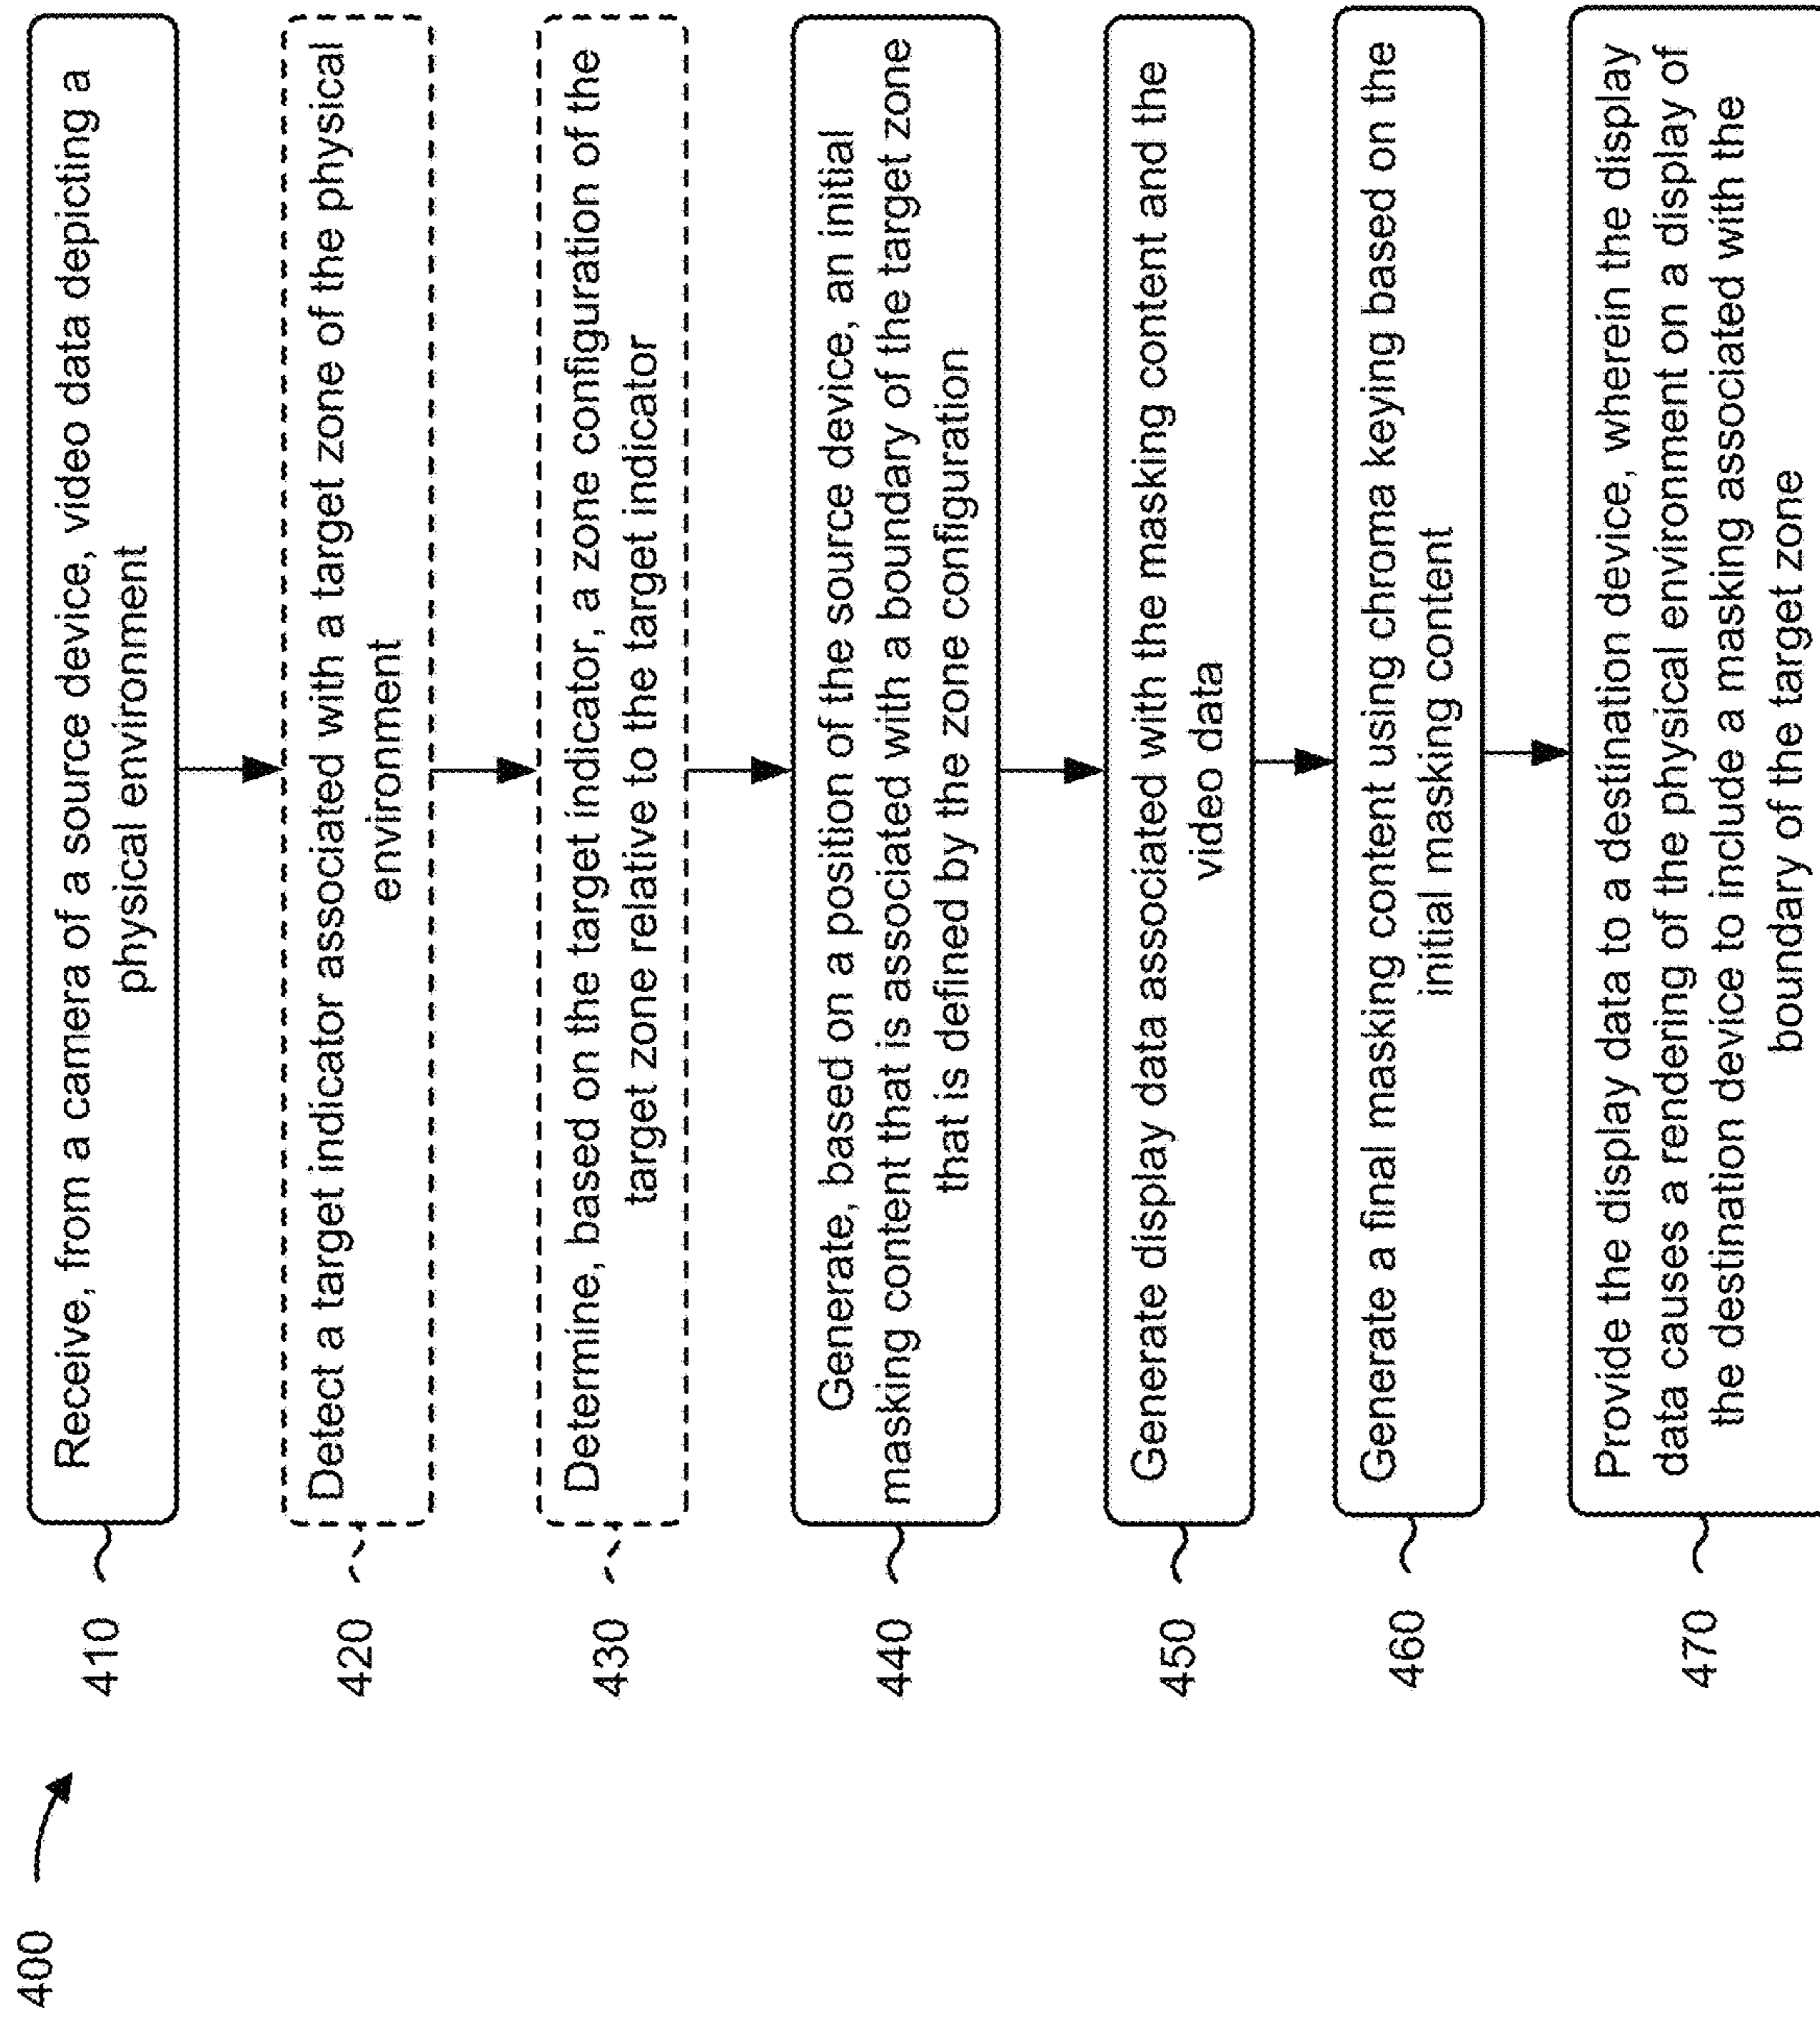 400
410
Receive, from a camera of a source device, video data depicting a
physical environment
420
Detect a target indicator associated with a target zone of the physical
environment
430
Determine, based on the target indicator, a zone configuration of the
target zone relative to the target indicator
440
Generate, based on a position of the source device, an initial
masking content that is associated with a boundary of the target zone
that is defined by the zone configuration
450
Generate display data associated with the masking content and the
video data
460
Generate a final masking content using chroma keying based on the
initial masking content
470
Provide the display data to a destination device, wherein the display
data causes a rendering of the physical environment on a display of
the destination device to include a masking associated with the
boundary of the target zone